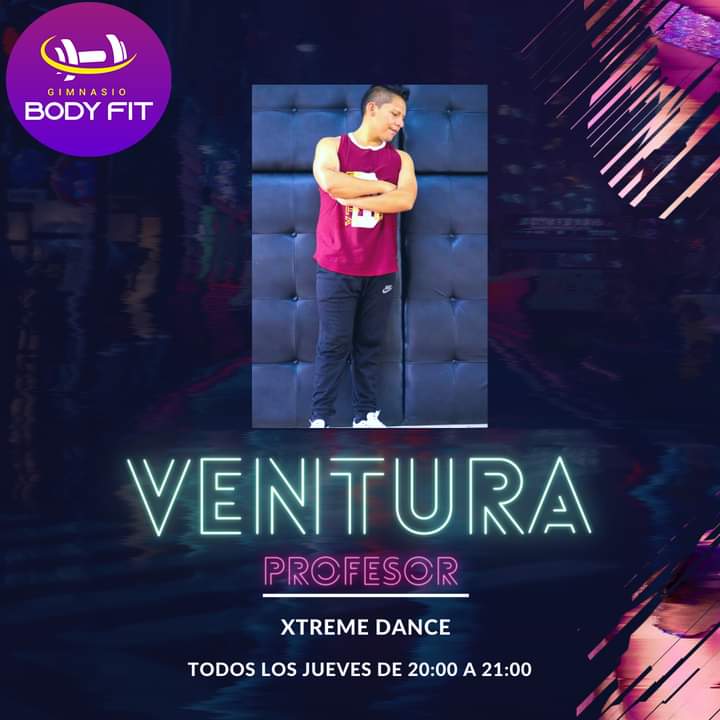 GIMNASIO
BODY FIT
VENTURA
PROFESOR
XTREME DANCE
TODOS LOS JUEVES DE 20:00 A 21:00